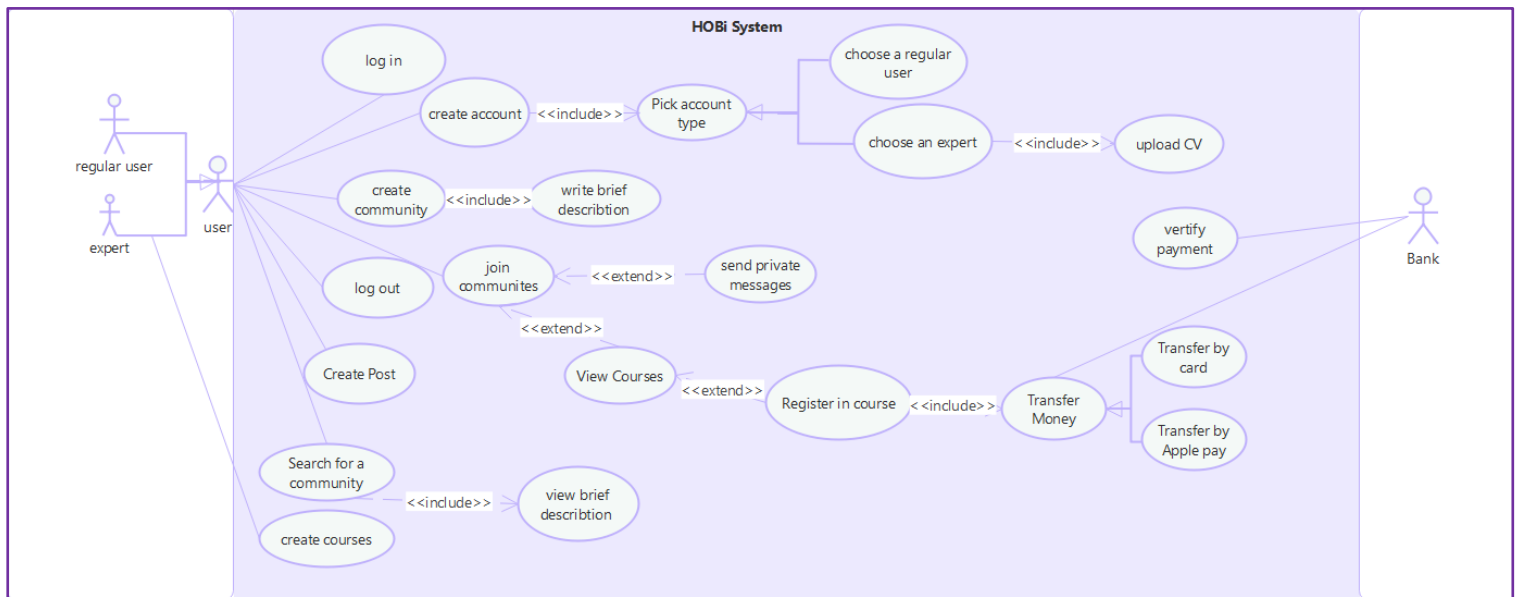 HOBi System
log in
choose a regular
user
create account
<<include>>
Pick account
type
choose an expert
<<include>>
upload CV
regular user
user
expert
create
community
<<include>>
write brief
describtion
vertify
payment
Bank
join
communites
<<extend>>
send private
messages
log out
<<extend>>
Create Post
View Courses
<<extend>>
Register in course
<<include>>
Transfer
Money
Transfer by
card
Transfer by
Apple pay
Search for a
community
<<include>>
view brief
describtion
create courses